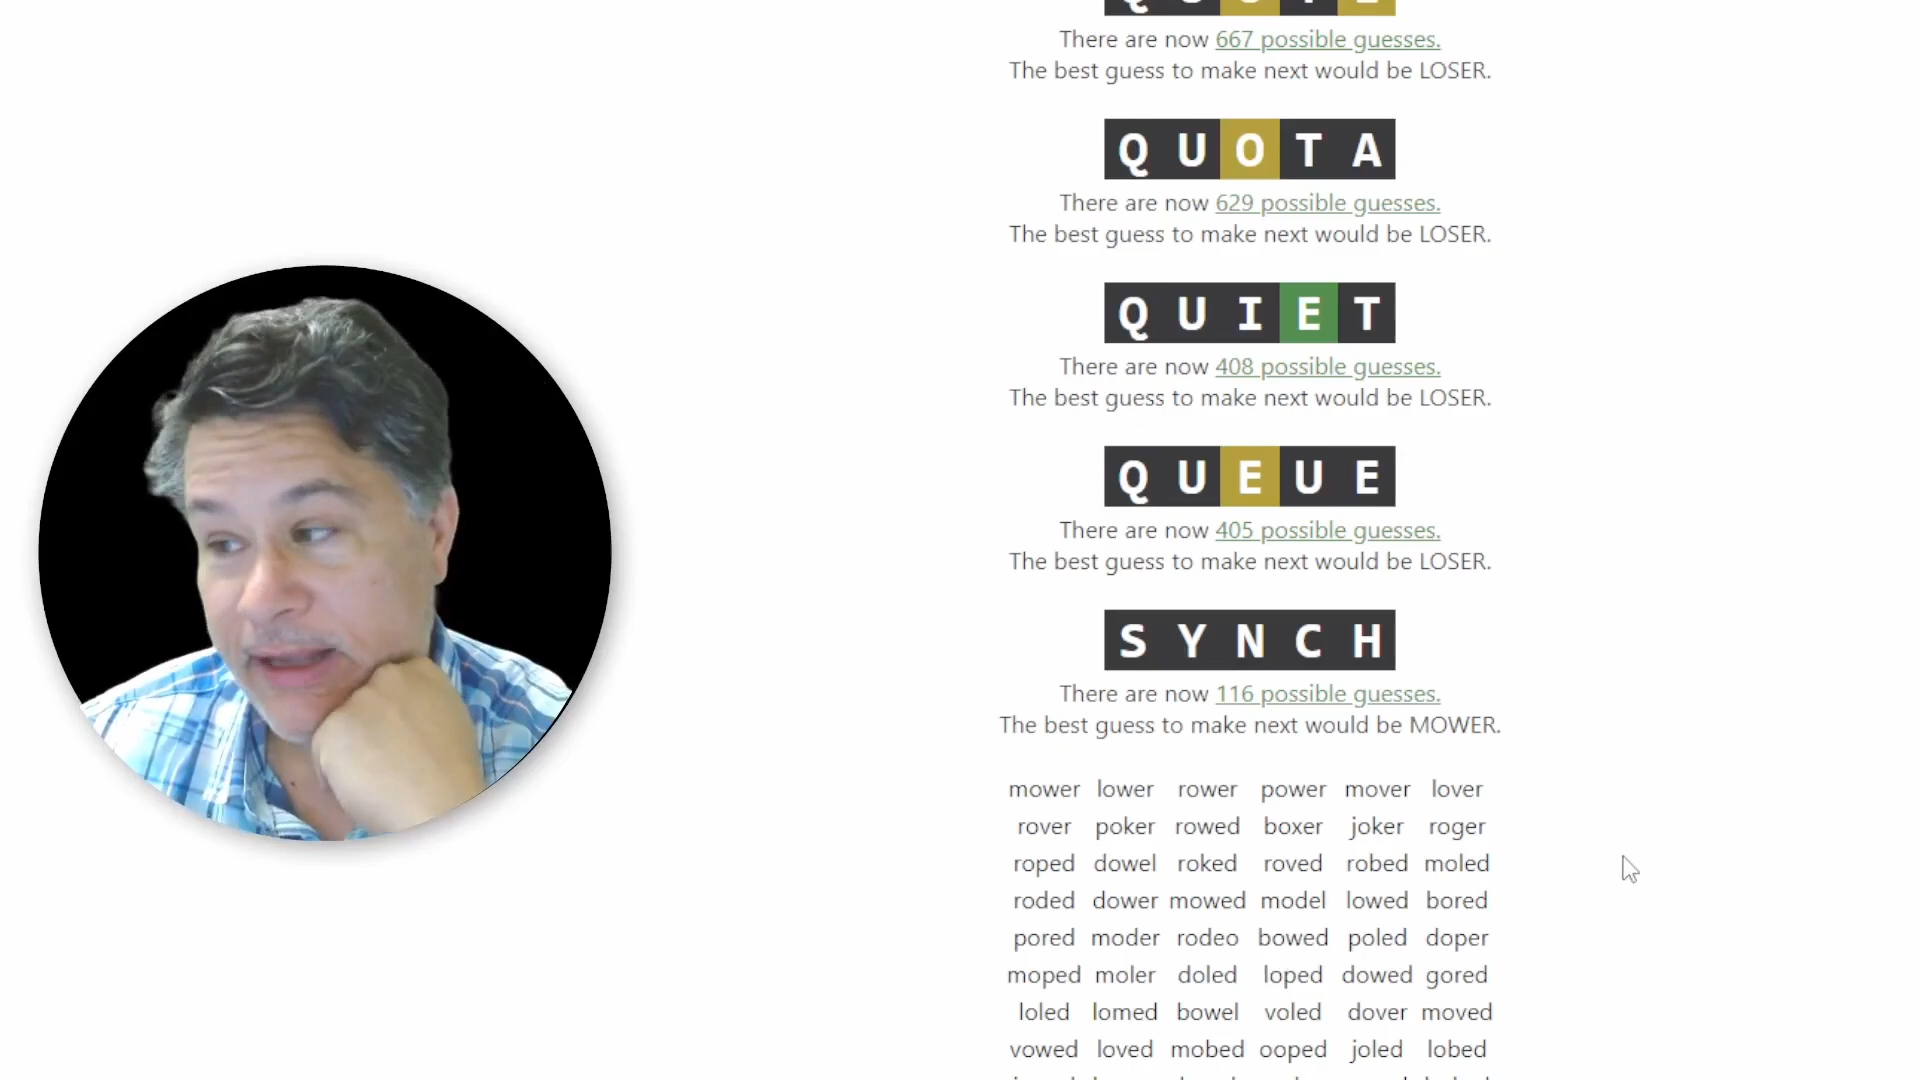 There are now 667 possible guesses.
The best guess to make next would be LOSER.
QUOTA
There are now 629 possible guesses.
The best guess to make next would be LOSER.
QUIET
There are now 408 possible guesses.
The best guess to make next would be LOSER.
QUEUE
There are now 405 possible guesses.
The best guess to make next would be LOSER.
SYNCH
There are now 116 possible guesses.
The best guess to make next would be MOWER.
mower lower rower power mover lover
rover poker rowed boxer joker roger
roped dowel roked roved robed moled
roded dower mowed model lowed bored
pored moder rodeo bowed poled doper
moped moler doled loped dowed gored
loled lomed bowel voled dover moved
vowed loved mobed ooped joled lobed